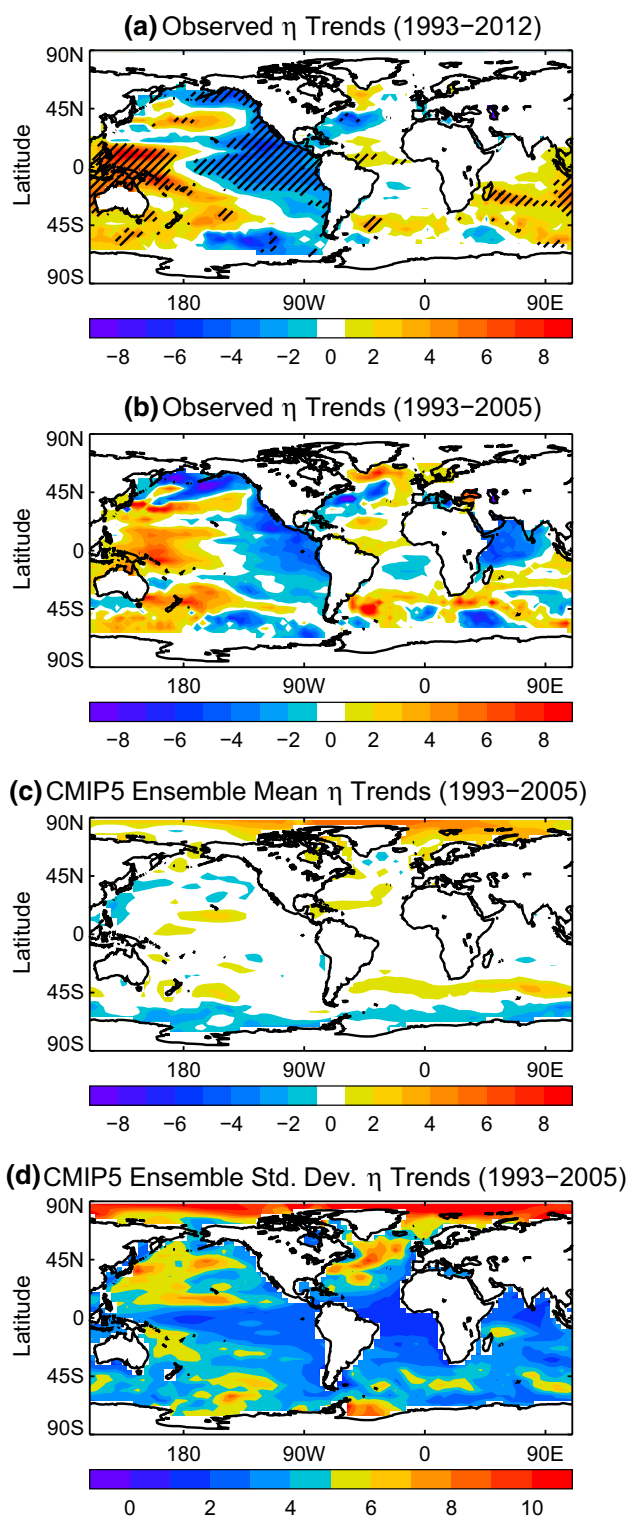 (a) Observed η Trends (1993−2012)
90N
45N
0
45S
90S
Latitude
180 90W 0 90E
−8 −6 −4 −2 0 2 4 6 8
(b) Observed η Trends (1993−2005)
90N
45N
0
45S
90S
Latitude
180 90W 0 90E
−8 −6 −4 −2 0 2 4 6 8
(c) CMIP5 Ensemble Mean η Trends (1993−2005)
90N
45N
0
45S
90S
Latitude
180 90W 0 90E
−8 −6 −4 −2 0 2 4 6 8
(d) CMIP5 Ensemble Std. Dev. η Trends (1993−2005)
90N
45N
0
45S
90S
Latitude
180 90W 0 90E
0 2 4 6 8 10